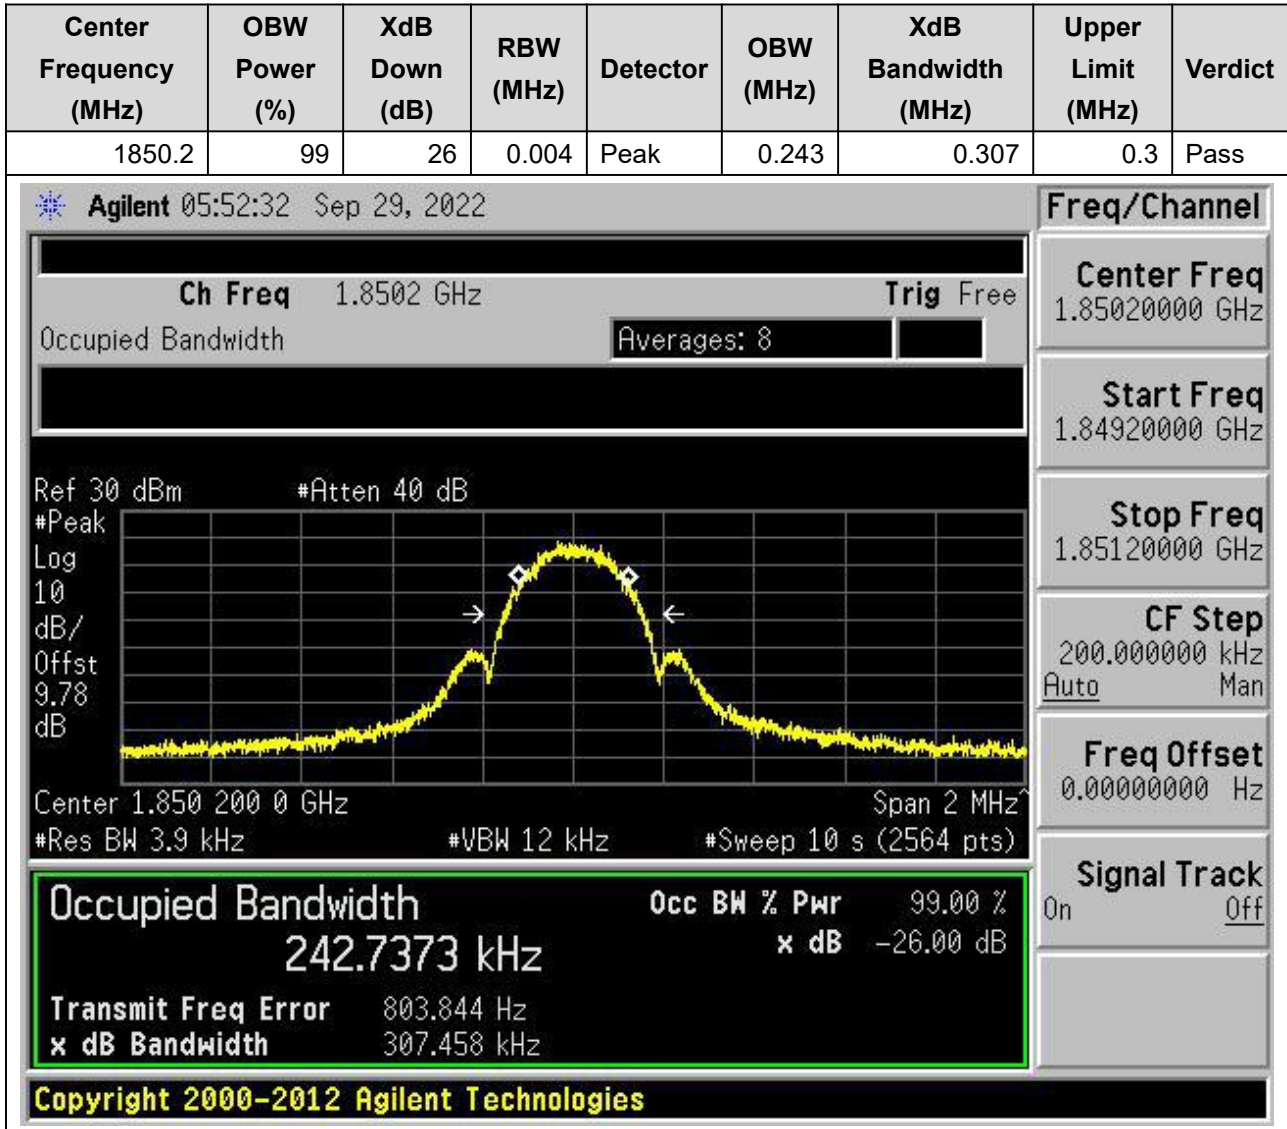 Center Frequency (MHz) OBW Power (%) XdB Down (dB) RBW (MHz) Detector OBW (MHz) XdB Bandwidth (MHz) Upper Limit (MHz) Verdict
1850.2 99 26 0.004 Peak 0.243 0.307 0.3 Pass
Agilent 05:52:32 Sep 29, 2022
Freq/Channel
Ch Freq 1.8502 GHz Trig Free
Occupied Bandwidth Averages: 8
Center Freq
1.85020000 GHz
Start Freq
1.84920000 GHz
Stop Freq
1.85120000 GHz
CF Step
200.000000 kHz
Auto Man
Freq Offset
0.00000000 Hz
Signal Track
On Off
Ref 30 dBm #Atten 40 dB
#Peak
Log
10
dB/
Offst
9.78
dB
Center 1.850 200 0 GHz Span 2 MHz^
#Res BW 3.9 kHz #VBW 12 kHz #Sweep 10 s (2564 pts)
Occupied Bandwidth Occ BW % Pwr 99.00 %
242.7373 kHz x dB -26.00 dB
Transmit Freq Error 803.844 Hz
x dB Bandwidth 307.458 kHz
Copyright 2000-2012 Agilent Technologies